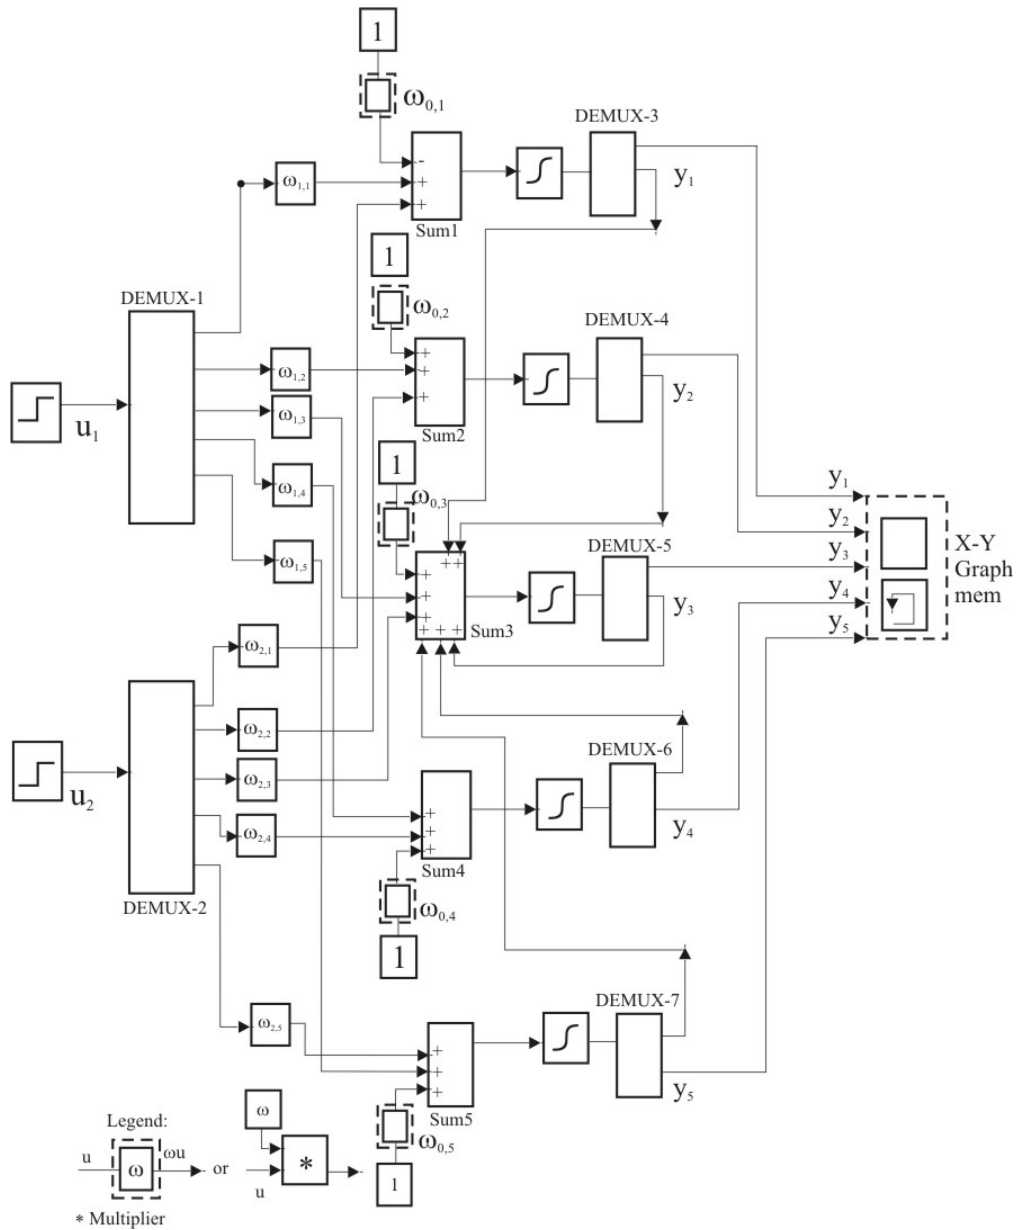 1
ω0,1
DEMUX-3
-
+
+
ω1,1
y1
Sum1
1
DEMUX-1
ω0,2
DEMUX-4
+
+
+
ω1,2
y2
u1
ω1,3
Sum2
1
ω1,4
ω0,3
y1
y2
y3
y4
y5
X-Y
Graph
mem
DEMUX-5
++
+
+
+
+ + +
ω1,5
y3
Sum3
ω2,1
DEMUX-2
ω2,2
ω2,3
u2
ω2,4
DEMUX-6
+
+
+
y4
Sum4
ω0,4
1
DEMUX-7
ω2,5
+
+
+
y5
Sum5
ω0,5
1
Legend:
u
ω
ωu
or
ω
*
u
* Multiplier